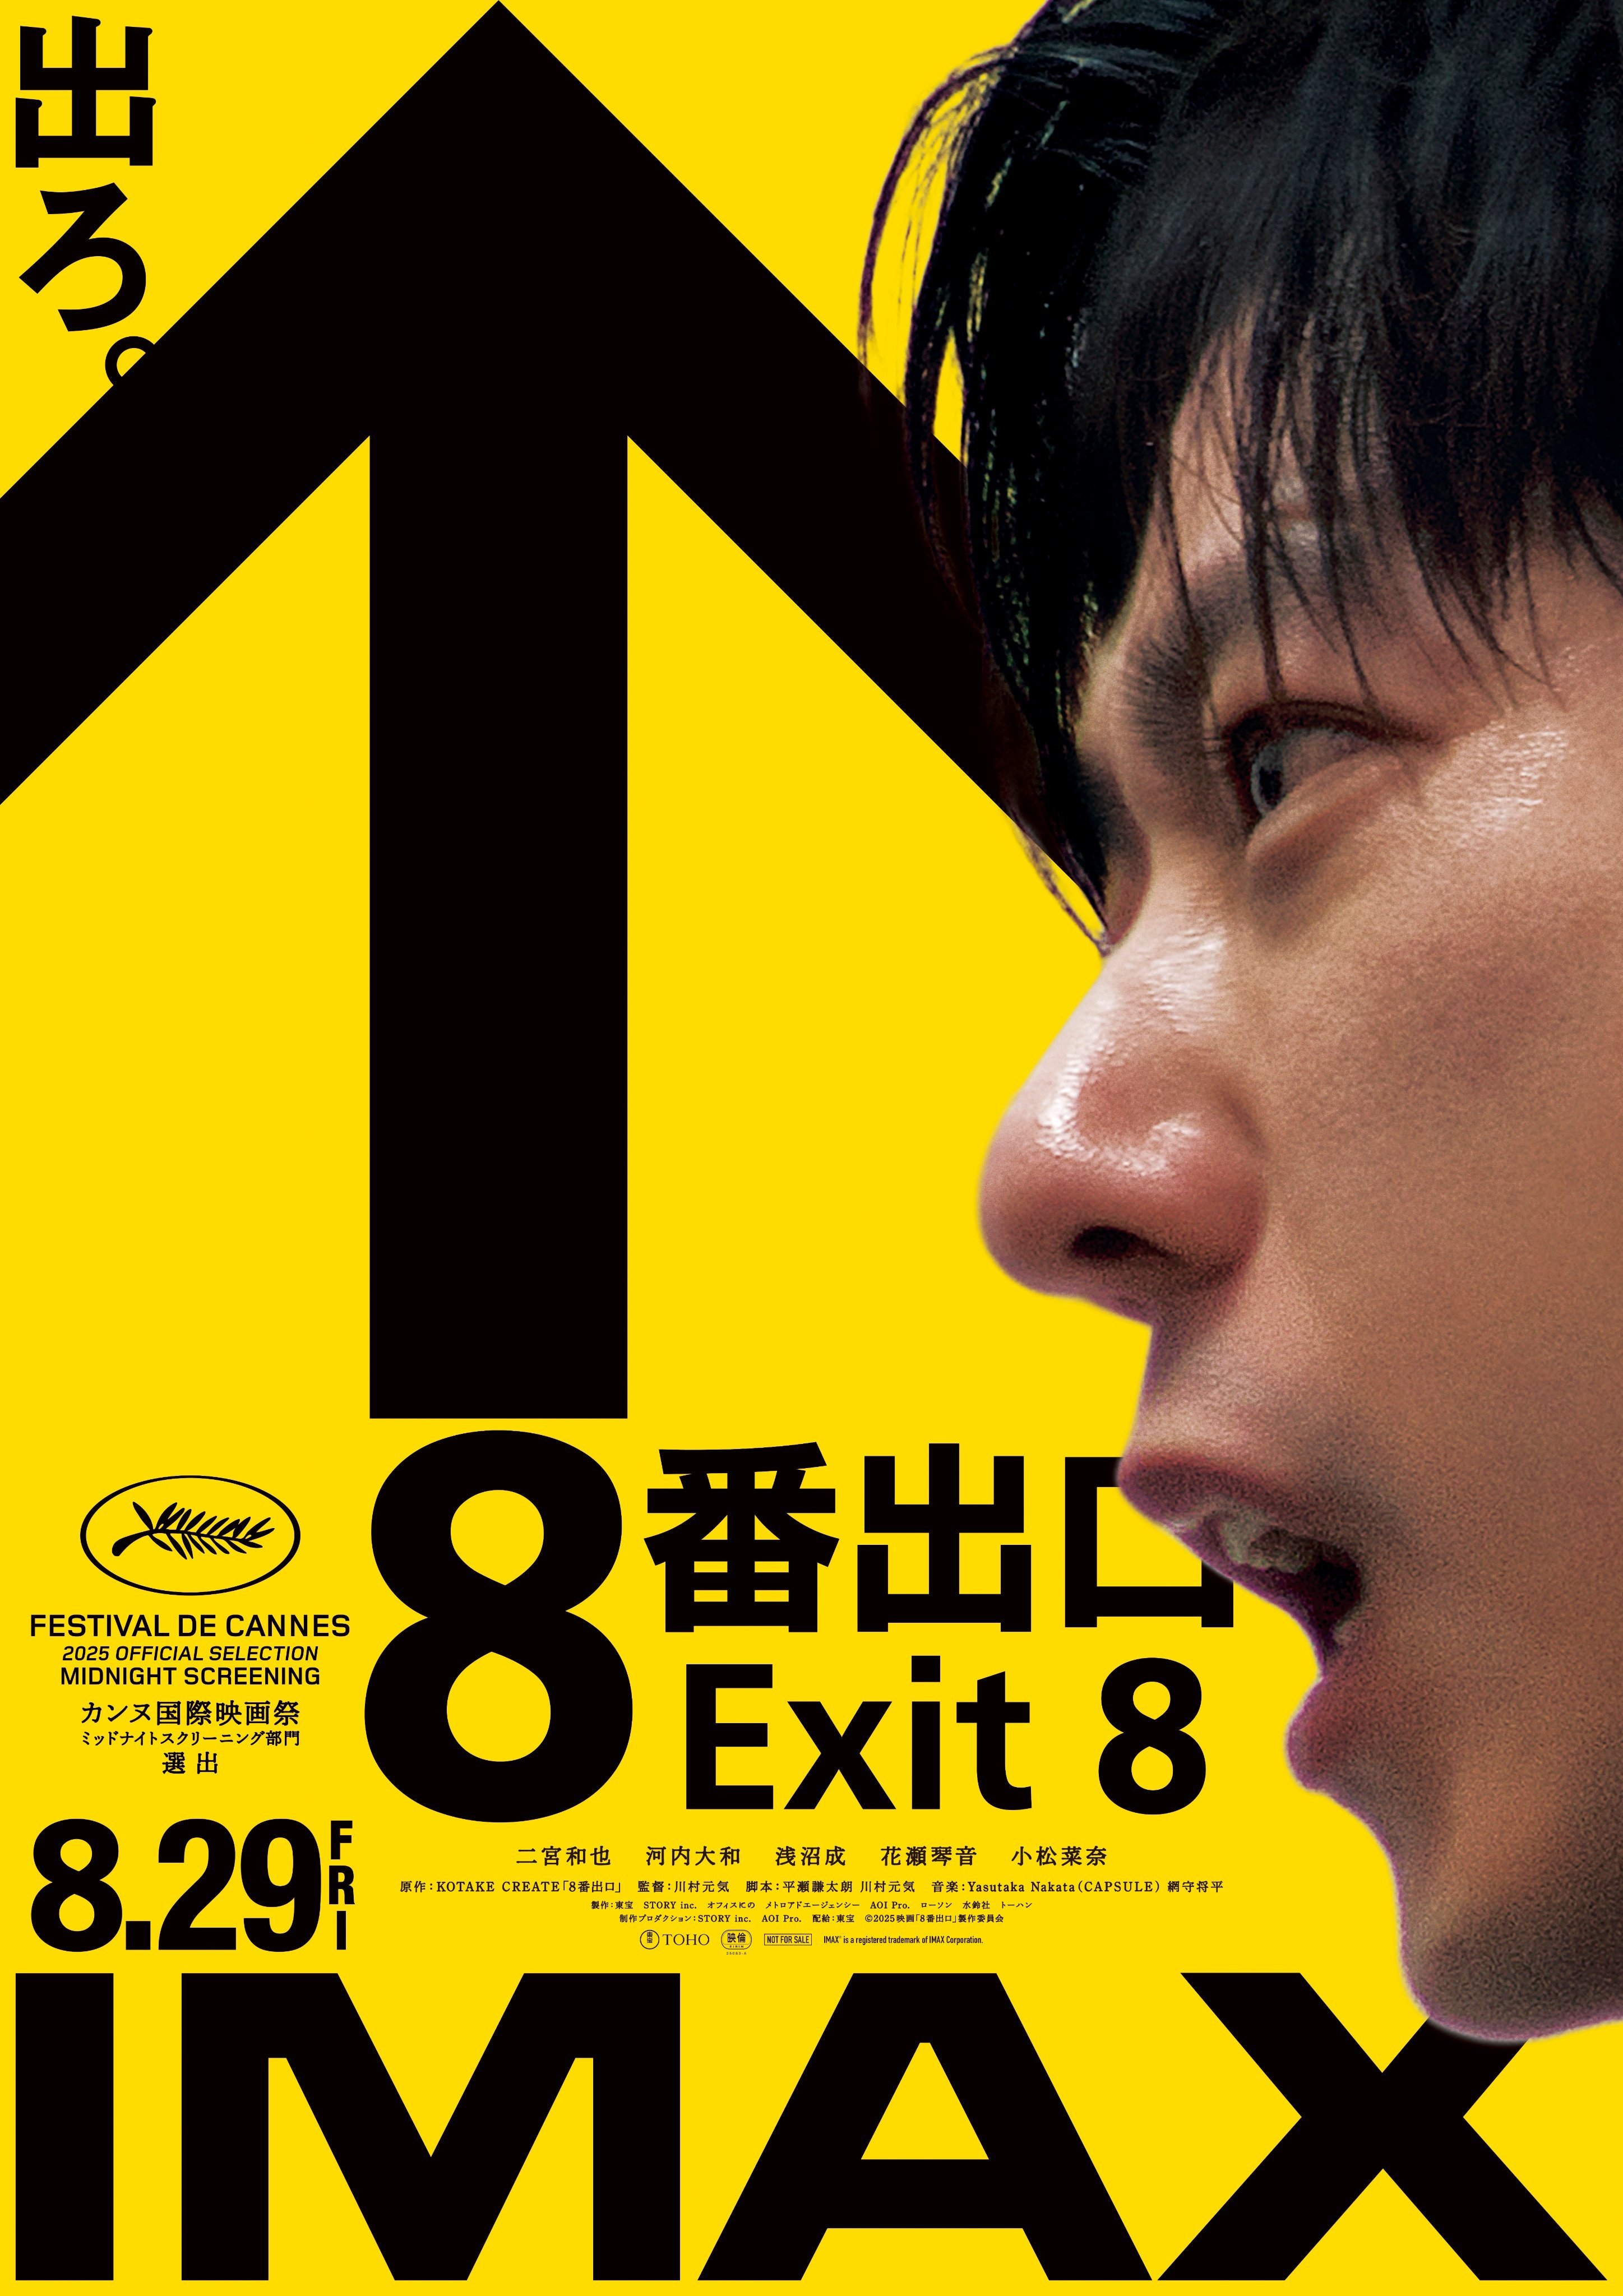 出ろ。
8番出口
Exit 8
FESTIVAL DE CANNES
2025 OFFICIAL SELECTION
MIDNIGHT SCREENING
カンヌ国際映画祭
ミッドナイトスクリーニング部門
選出
8.29 FRI
二宮和也 河内大和 浅沼成 花瀬琴音 小松菜奈
原作：KOTAKE CREATE「8番出口」 監督：川村元気 脚本：平瀬謙太朗 川村元気 音楽：Yasutaka Nakata（CAPSULE） 網守将平
製作：東宝 STORY inc. オフィスにの メトロアドエージェンシー AOI Pro. ローソン 水鈴社 トーハン
制作プロダクション：STORY inc. AOI Pro. 配給：東宝 ©2025 映画「8番出口」製作委員会
東宝 TOHO 映倫 NOT FOR SALE IMAX® is a registered trademark of IMAX Corporation.
IMAX